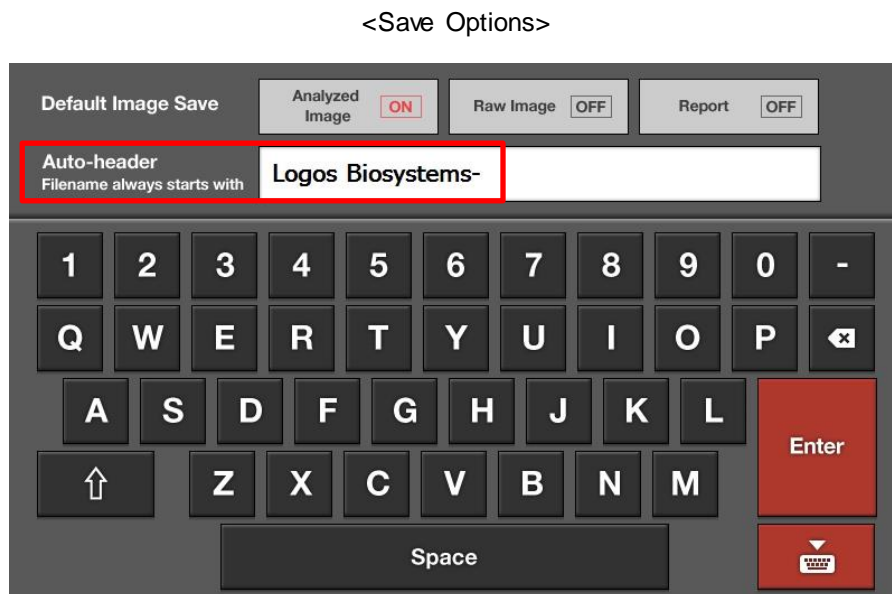 <Save Options>
Default Image Save
Analyzed
Image
ON
Raw Image
OFF
Report
OFF
Auto-header
Filename always starts with
Logos Biosystems-
1 2 3 4 5 6 7 8 9 0 -
Q W E R T Y U I O P
A S D F G H J K L
Enter
Z X C V B N M
Space